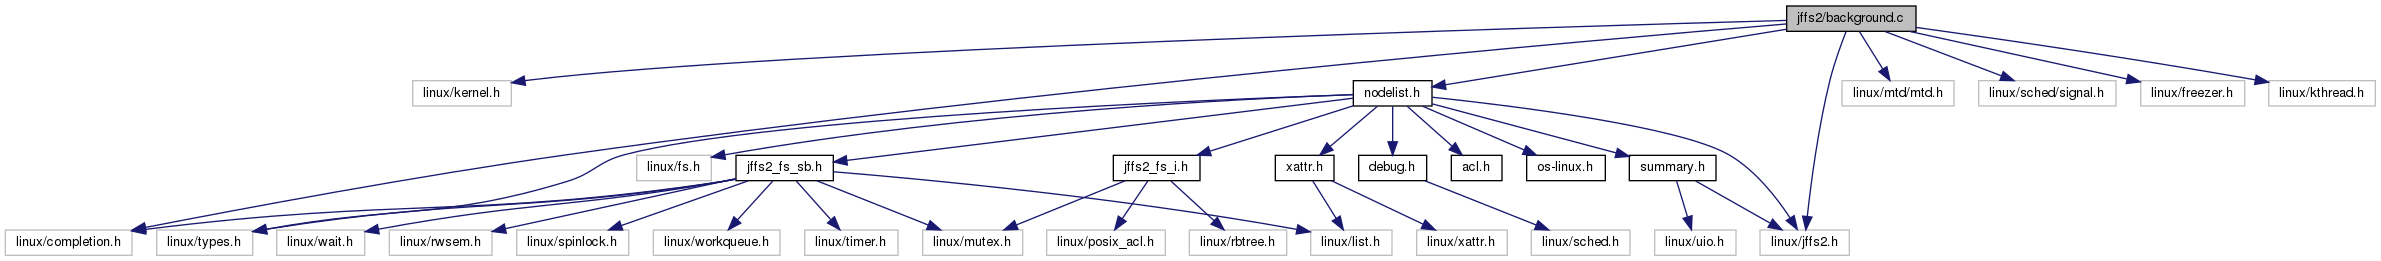 jffs2/background.c
linux/kernel.h
nodelist.h
linux/mtd/mtd.h
linux/sched/signal.h
linux/freezer.h
linux/kthread.h
linux/fs.h
jffs2_fs_sb.h
jffs2_fs_i.h
xattr.h
debug.h
acl.h
os-linux.h
summary.h
linux/completion.h
linux/types.h
linux/wait.h
linux/rwsem.h
linux/spinlock.h
linux/workqueue.h
linux/timer.h
linux/mutex.h
linux/posix_acl.h
linux/rbtree.h
linux/list.h
linux/xattr.h
linux/sched.h
linux/uio.h
linux/jffs2.h